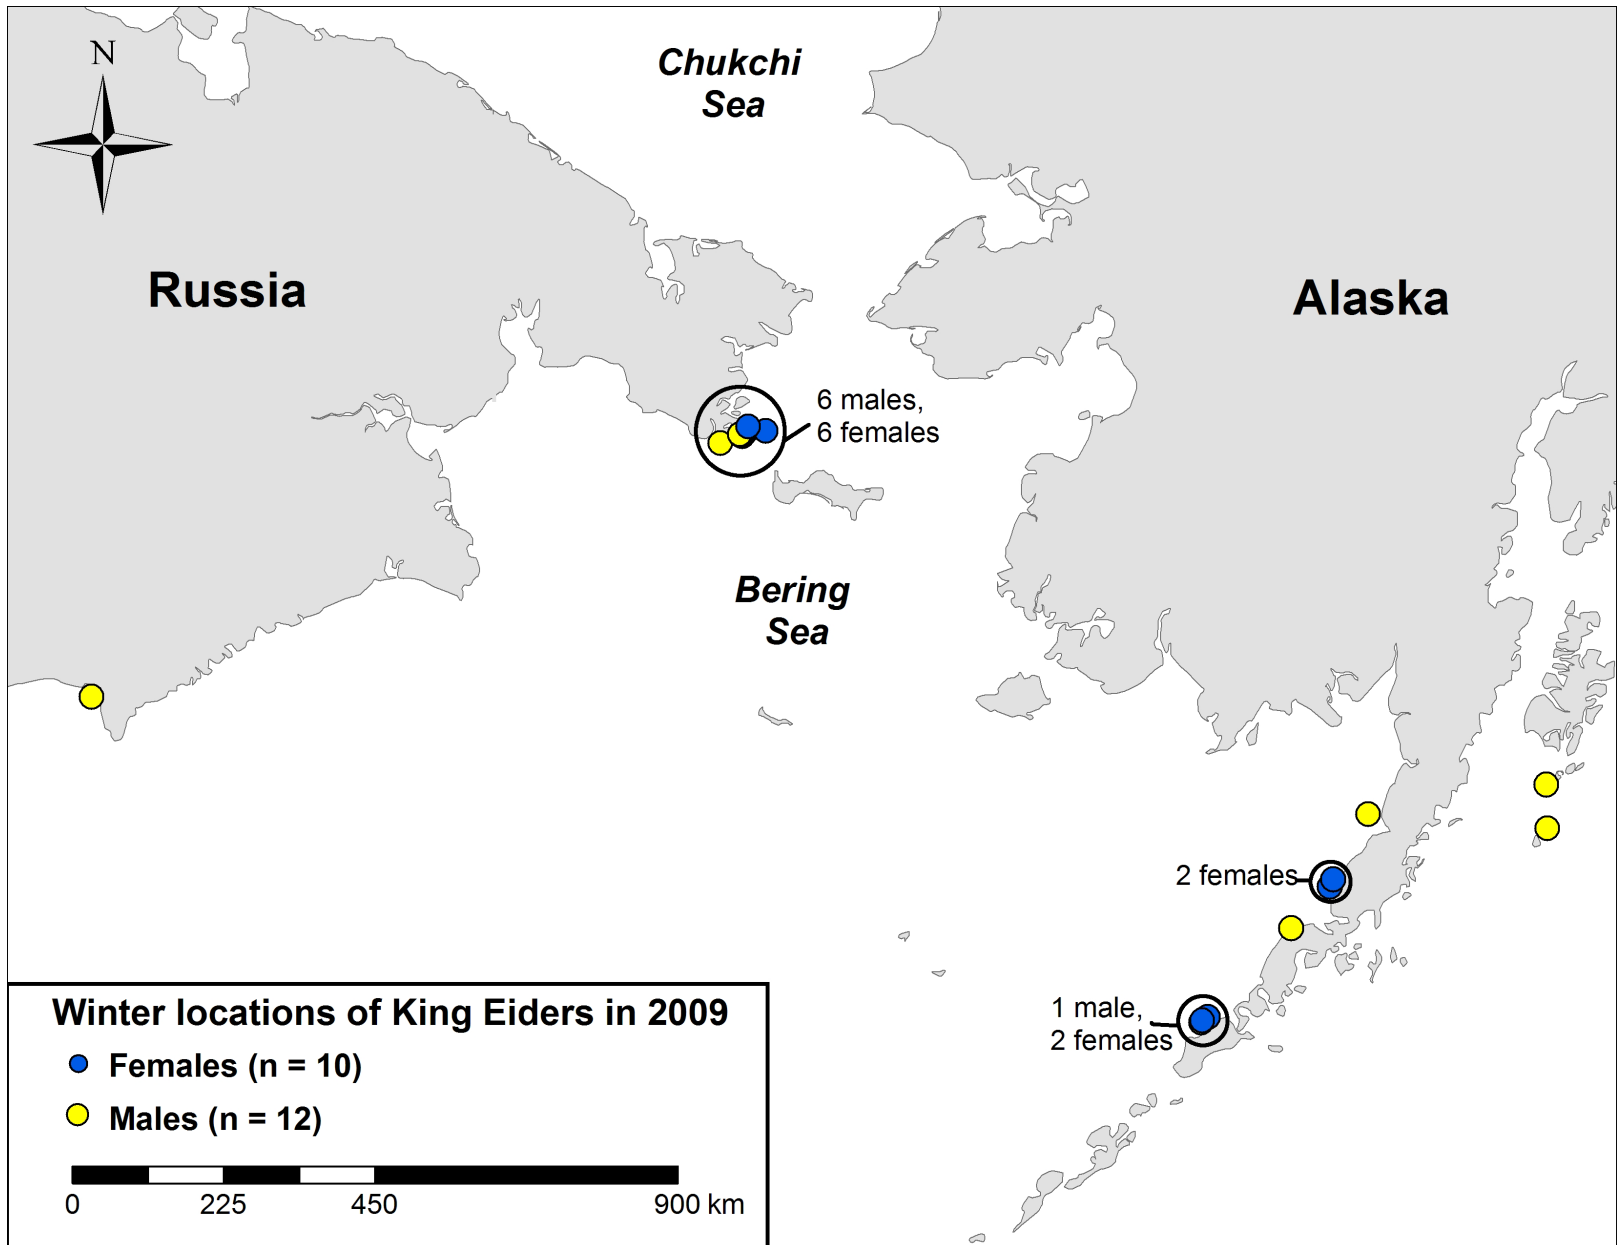 N
Chukchi
Sea
Russia
Alaska
6 males,
6 females
Bering
Sea
2 females
1 male,
2 females
Winter locations of King Eiders in 2009
Females (n = 10)
Males (n = 12)
0 225 450 900 km